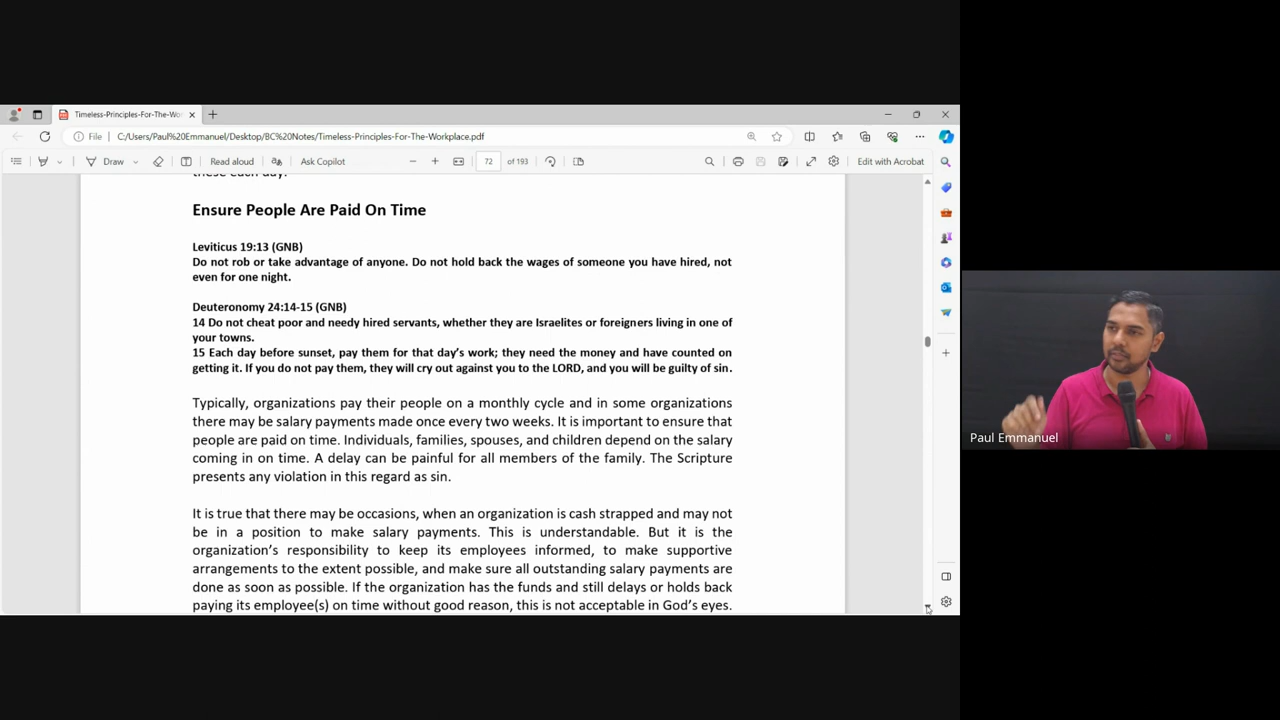 Timeless-Principles-For-The-Wo
File
C:/Users/Paul%20Emmanuel/Desktop/BC%20Notes/Timeless-Principles-For-The-Workplace.pdf
Draw
Read aloud
Ask Copilot
72 of 193
Edit with Acrobat
these each day.
Ensure People Are Paid On Time
Leviticus 19:13 (GNB)
Do not rob or take advantage of anyone. Do not hold back the wages of someone you have hired, not
even for one night.
Deuteronomy 24:14-15 (GNB)
14 Do not cheat poor and needy hired servants, whether they are Israelites or foreigners living in one of
your towns.
15 Each day before sunset, pay them for that day's work; they need the money and have counted on
getting it. If you do not pay them, they will cry out against you to the LORD, and you will be guilty of sin.
Typically, organizations pay their people on a monthly cycle and in some organizations
there may be salary payments made once every two weeks. It is important to ensure that
people are paid on time. Individuals, families, spouses, and children depend on the salary
coming in on time. A delay can be painful for all members of the family. The Scripture
presents any violation in this regard as sin.
It is true that there may be occasions, when an organization is cash strapped and may not
be in a position to make salary payments. This is understandable. But it is the
organization's responsibility to keep its employees informed, to make supportive
arrangements to the extent possible, and make sure all outstanding salary payments are
done as soon as possible. If the organization has the funds and still delays or holds back
paying its employee(s) on time without good reason, this is not acceptable in God's eyes.
Paul Emmanuel